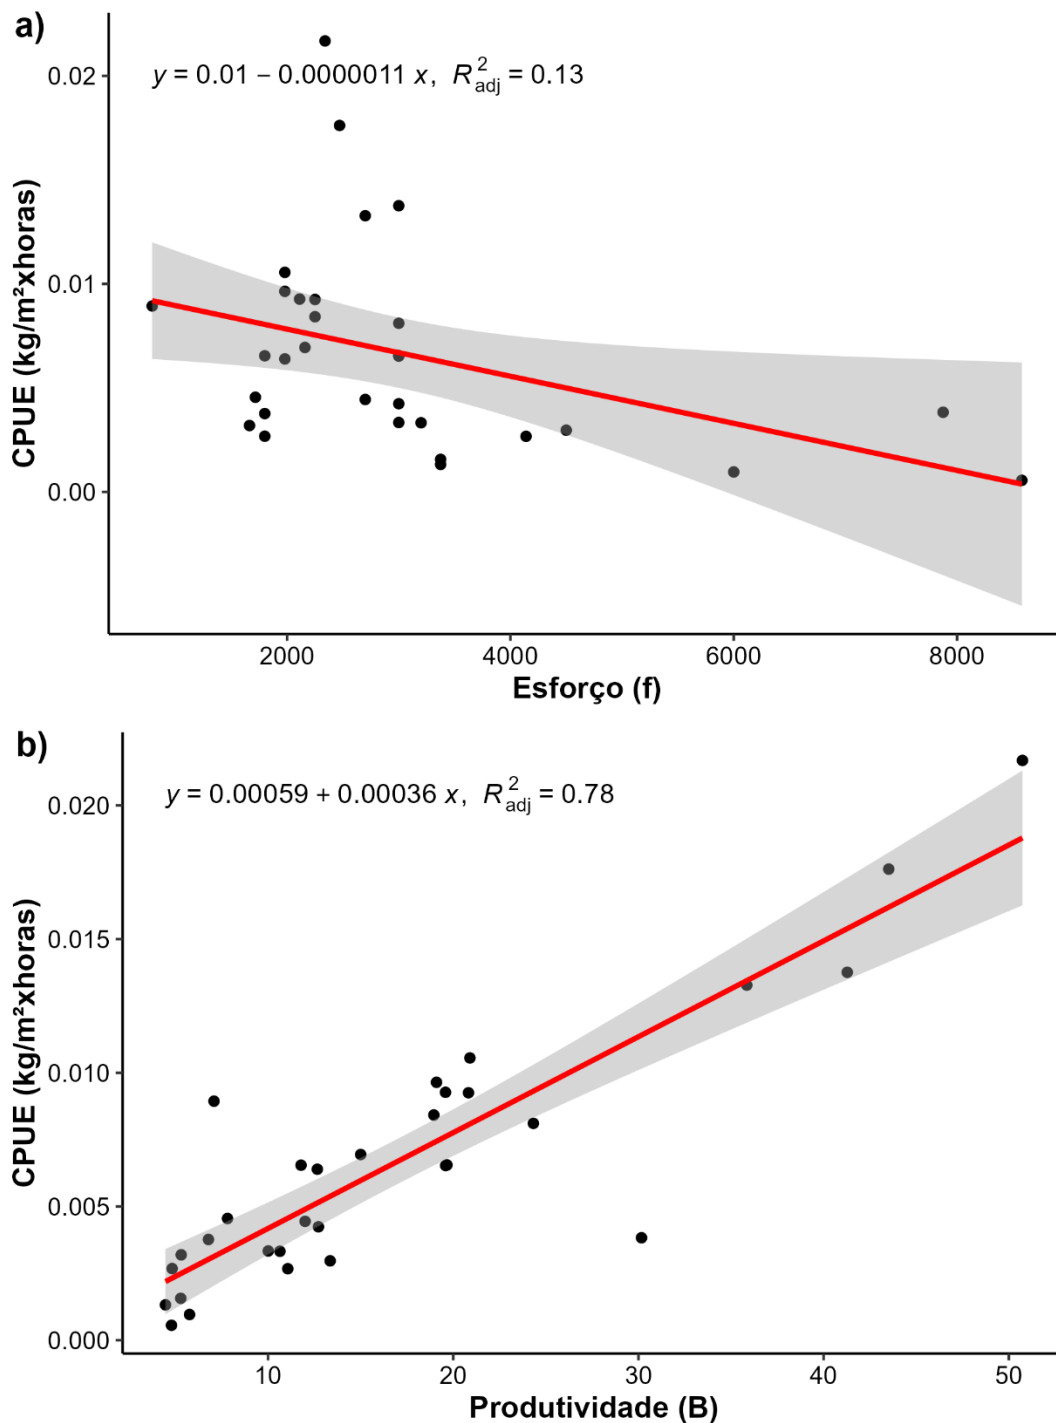 a)
y = 0.01 − 0.0000011 x, R²adj = 0.13
CPUE (kg/m²xhoras)
0.02
0.01
0.00
2000 4000 6000 8000
Esforço (f)
b)
y = 0.00059 + 0.00036 x, R²adj = 0.78
CPUE (kg/m²xhoras)
0.020
0.015
0.010
0.005
0.000
10 20 30 40 50
Produtividade (B)